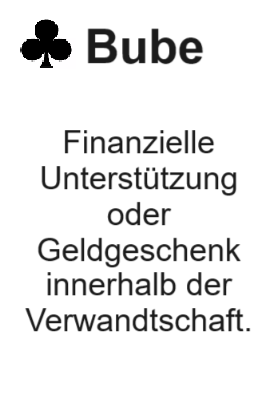 ♣ Bube
Finanzielle
Unterstützung
oder
Geldgeschenk
innerhalb der
Verwandtschaft.